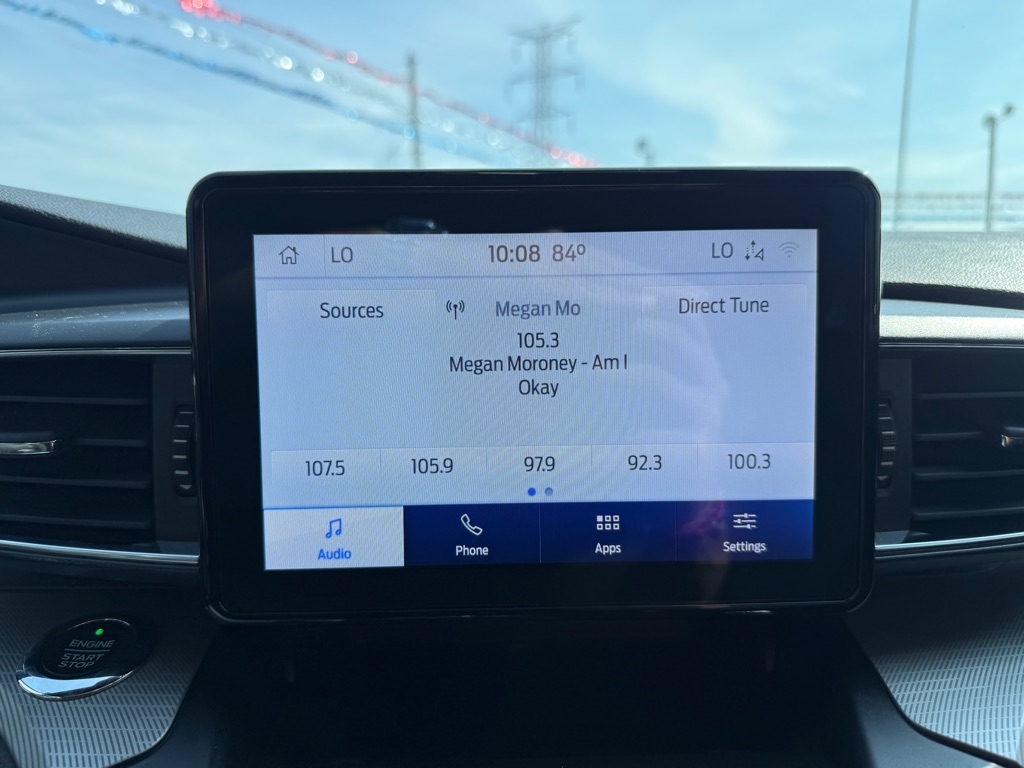 LO 10:08 84° LO
Sources Megan Mo Direct Tune
105.3
Megan Moroney - Am I
Okay
107.5 105.9 97.9 92.3 100.3
Audio Phone Apps Settings
ENGINE
START
STOP